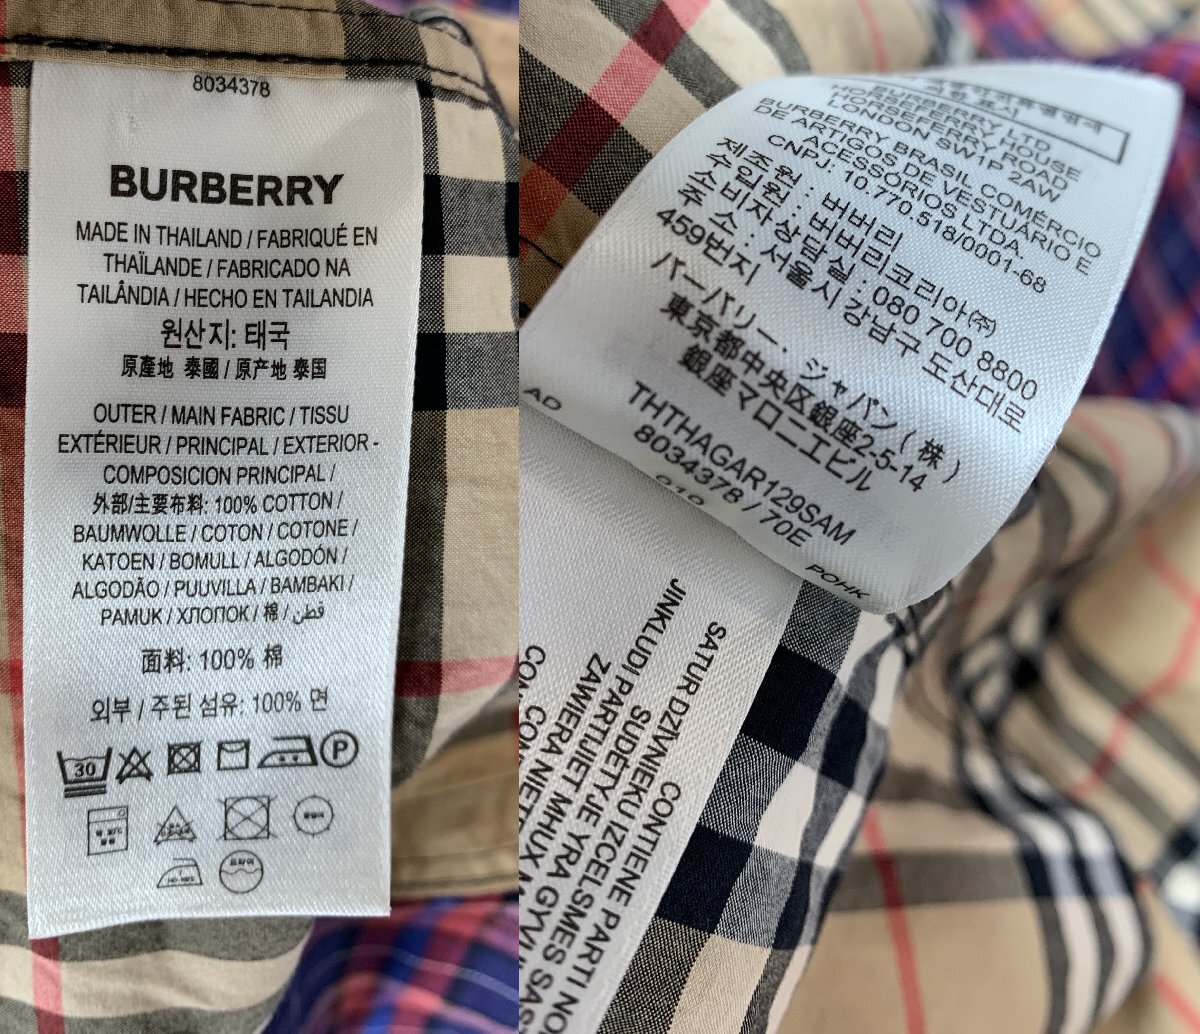 8034378
BURBERRY
MADE IN THAILAND / FABRIQUÉ EN
THAÏLANDE / FABRICADO NA
TAILÂNDIA / HECHO EN TAILANDIA
원산지: 태국
原產地 泰國 / 原产地 泰国
OUTER / MAIN FABRIC / TISSU
EXTÉRIEUR / PRINCIPAL / EXTERIOR -
COMPOSICION PRINCIPAL /
外部/主要布料: 100% COTTON /
BAUMWOLLE / COTON / COTONE /
KATOEN / BOMULL / ALGODÓN /
ALGODÃO / PUUVILLA / BAMBAKI /
PAMUK / ХЛОПОК / 棉 / قطن
面料: 100% 棉
외부 / 주된 섬유: 100% 면
30
P
BURBERRY LTD
HORSEFERRY HOUSE
HORSEFERRY ROAD
LONDON SW1P 2AW
BURBERRY BRASIL COMÉRCIO
DE ARTIGOS DE VESTUÁRIO E
ACESSÓRIOS LTDA.
CNPJ: 10.770.518/0001-68
제조원 : 버버리
수입원 : 버버리코리아㈜
소비자상담실 : 080 700 8800
주 소 : 서울시 강남구 도산대로
459번지
バーバリー．ジャパン（株）
東京都中央区銀座2-5-14
銀座マロニエビル
THTHAGAR129SAM
8034378 / 70E
AD
010
POHK
CONTIENE PARTI NON
SATUR DZĪVNIEKU IZCELSMES SAS
SUDĖTYJE YRA GYVU
JINKLUDI PARTIJIET MHUX
ZAWIERA NIET